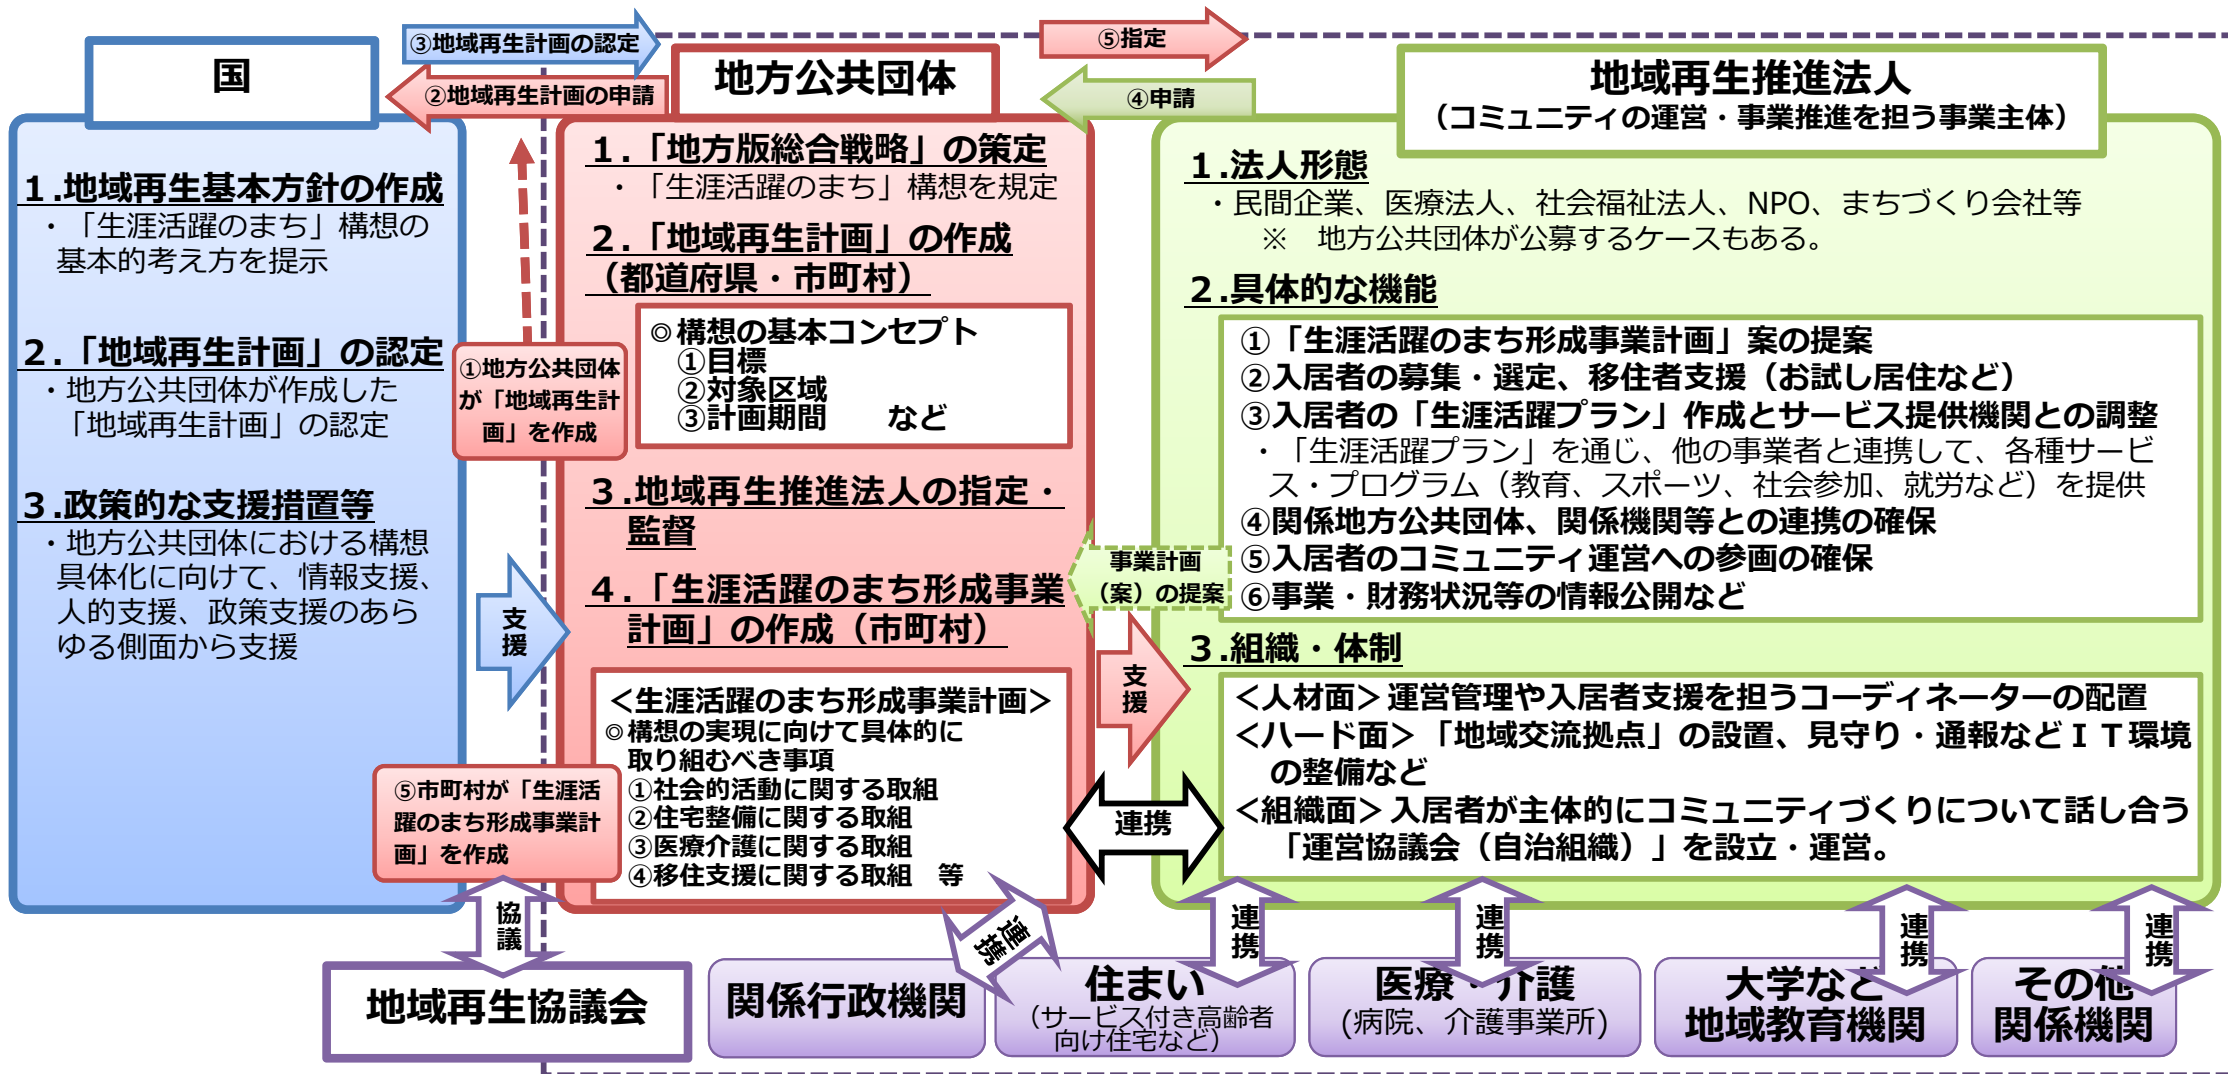 国
③地域再生計画の認定
②地域再生計画の申請
地方公共団体
⑤指定
④申請
地域再生推進法人
（コミュニティの運営・事業推進を担う事業主体）
１.地域再生基本方針の作成
・「生涯活躍のまち」構想の
基本的考え方を提示
２.「地域再生計画」の認定
・地方公共団体が作成した
「地域再生計画」の認定
３.政策的な支援措置等
・地方公共団体における構想
具体化に向けて、情報支援、
人的支援、政策支援のあら
ゆる側面から支援
①地方公共団体
が「地域再生計
画」を作成
支援
⑤市町村が「生涯活
躍のまち形成事業計
画」を作成
協議
地域再生協議会
１.「地方版総合戦略」の策定
・「生涯活躍のまち」構想を規定
２.「地域再生計画」の作成
（都道府県・市町村）
◎構想の基本コンセプト
①目標
②対象区域
③計画期間　　など
３.地域再生推進法人の指定・
監督
４.「生涯活躍のまち形成事業
計画」の作成（市町村）
＜生涯活躍のまち形成事業計画＞
◎構想の実現に向けて具体的に
取り組むべき事項
①社会的活動に関する取組
②住宅整備に関する取組
③医療介護に関する取組
④移住支援に関する取組　等
事業計画
（案）の提案
支援
連携
１.法人形態
・民間企業、医療法人、社会福祉法人、NPO、まちづくり会社等
※　地方公共団体が公募するケースもある。
２.具体的な機能
①「生涯活躍のまち形成事業計画」案の提案
②入居者の募集・選定、移住者支援（お試し居住など）
③入居者の「生涯活躍プラン」作成とサービス提供機関との調整
・「生涯活躍プラン」を通じ、他の事業者と連携して、各種サービ
ス・プログラム（教育、スポーツ、社会参加、就労など）を提供
④関係地方公共団体、関係機関等との連携の確保
⑤入居者のコミュニティ運営への参画の確保
⑥事業・財務状況等の情報公開など
３.組織・体制
＜人材面＞運営管理や入居者支援を担うコーディネーターの配置
＜ハード面＞「地域交流拠点」の設置、見守り・通報などＩＴ環境
の整備など
＜組織面＞入居者が主体的にコミュニティづくりについて話し合う
「運営協議会（自治組織）」を設立・運営。
連携
連携
連携
連携
連携
関係行政機関
住まい
（サービス付き高齢者
向け住宅など）
医療・介護
(病院、介護事業所)
大学など
地域教育機関
その他
関係機関